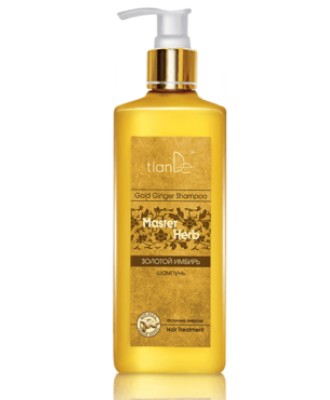 tianDe
Gold Ginger Shampoo
Master
Herb
ЗОЛОТОЙ ИМБИРЬ
ШАМПУНЬ
Hair Treatment